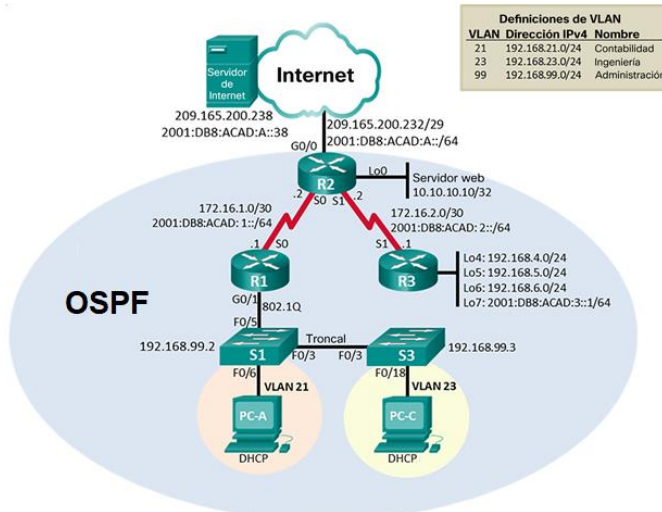 Definiciones de VLAN
VLAN Dirección IPv4 Nombre
21 192.168.21.0/24 Contabilidad
23 192.168.23.0/24 Ingeniería
99 192.168.99.0/24 Administración
Servidor
de
Internet
Internet
209.165.200.238
2001:DB8:ACAD:A::38
209.165.200.232/29
2001:DB8:ACAD:A::/64
G0/0
R2
Lo0
Servidor web
10.10.10.10/32
.2
S0
S1
.2
172.16.1.0/30
2001:DB8:ACAD: 1::/64
172.16.2.0/30
2001:DB8:ACAD: 2::/64
.1
S0
S1
.1
R1
R3
Lo4: 192.168.4.0/24
Lo5: 192.168.5.0/24
Lo6: 192.168.6.0/24
Lo7: 2001:DB8:ACAD:3::1/64
OSPF
G0/1
802.1Q
F0/5
192.168.99.2
S1
Troncal
F0/3
F0/3
S3
192.168.99.3
F0/6
VLAN 21
F0/18
VLAN 23
PC-A
PC-C
DHCP
DHCP